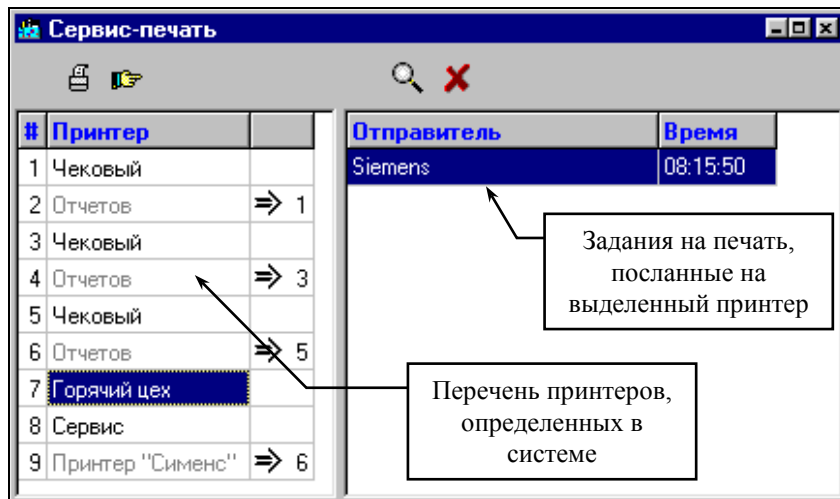 Сервис-печать
# Принтер
1 Чековый
2 Отчетов ⇒ 1
3 Чековый
4 Отчетов ⇒ 3
5 Чековый
6 Отчетов ⇒ 5
7 Горячий цех
8 Сервис
9 Принтер "Сименс" ⇒ 6
Отправитель Время
Siemens 08:15:50
Задания на печать,
посланные на
выделенный принтер
Перечень принтеров,
определенных в
системе